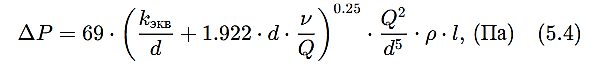 ΔP = 69 · (k_экв/d + 1.922 · d · ν/Q)^0.25 · Q²/d⁵ · ρ · l, (Па) (5.4)